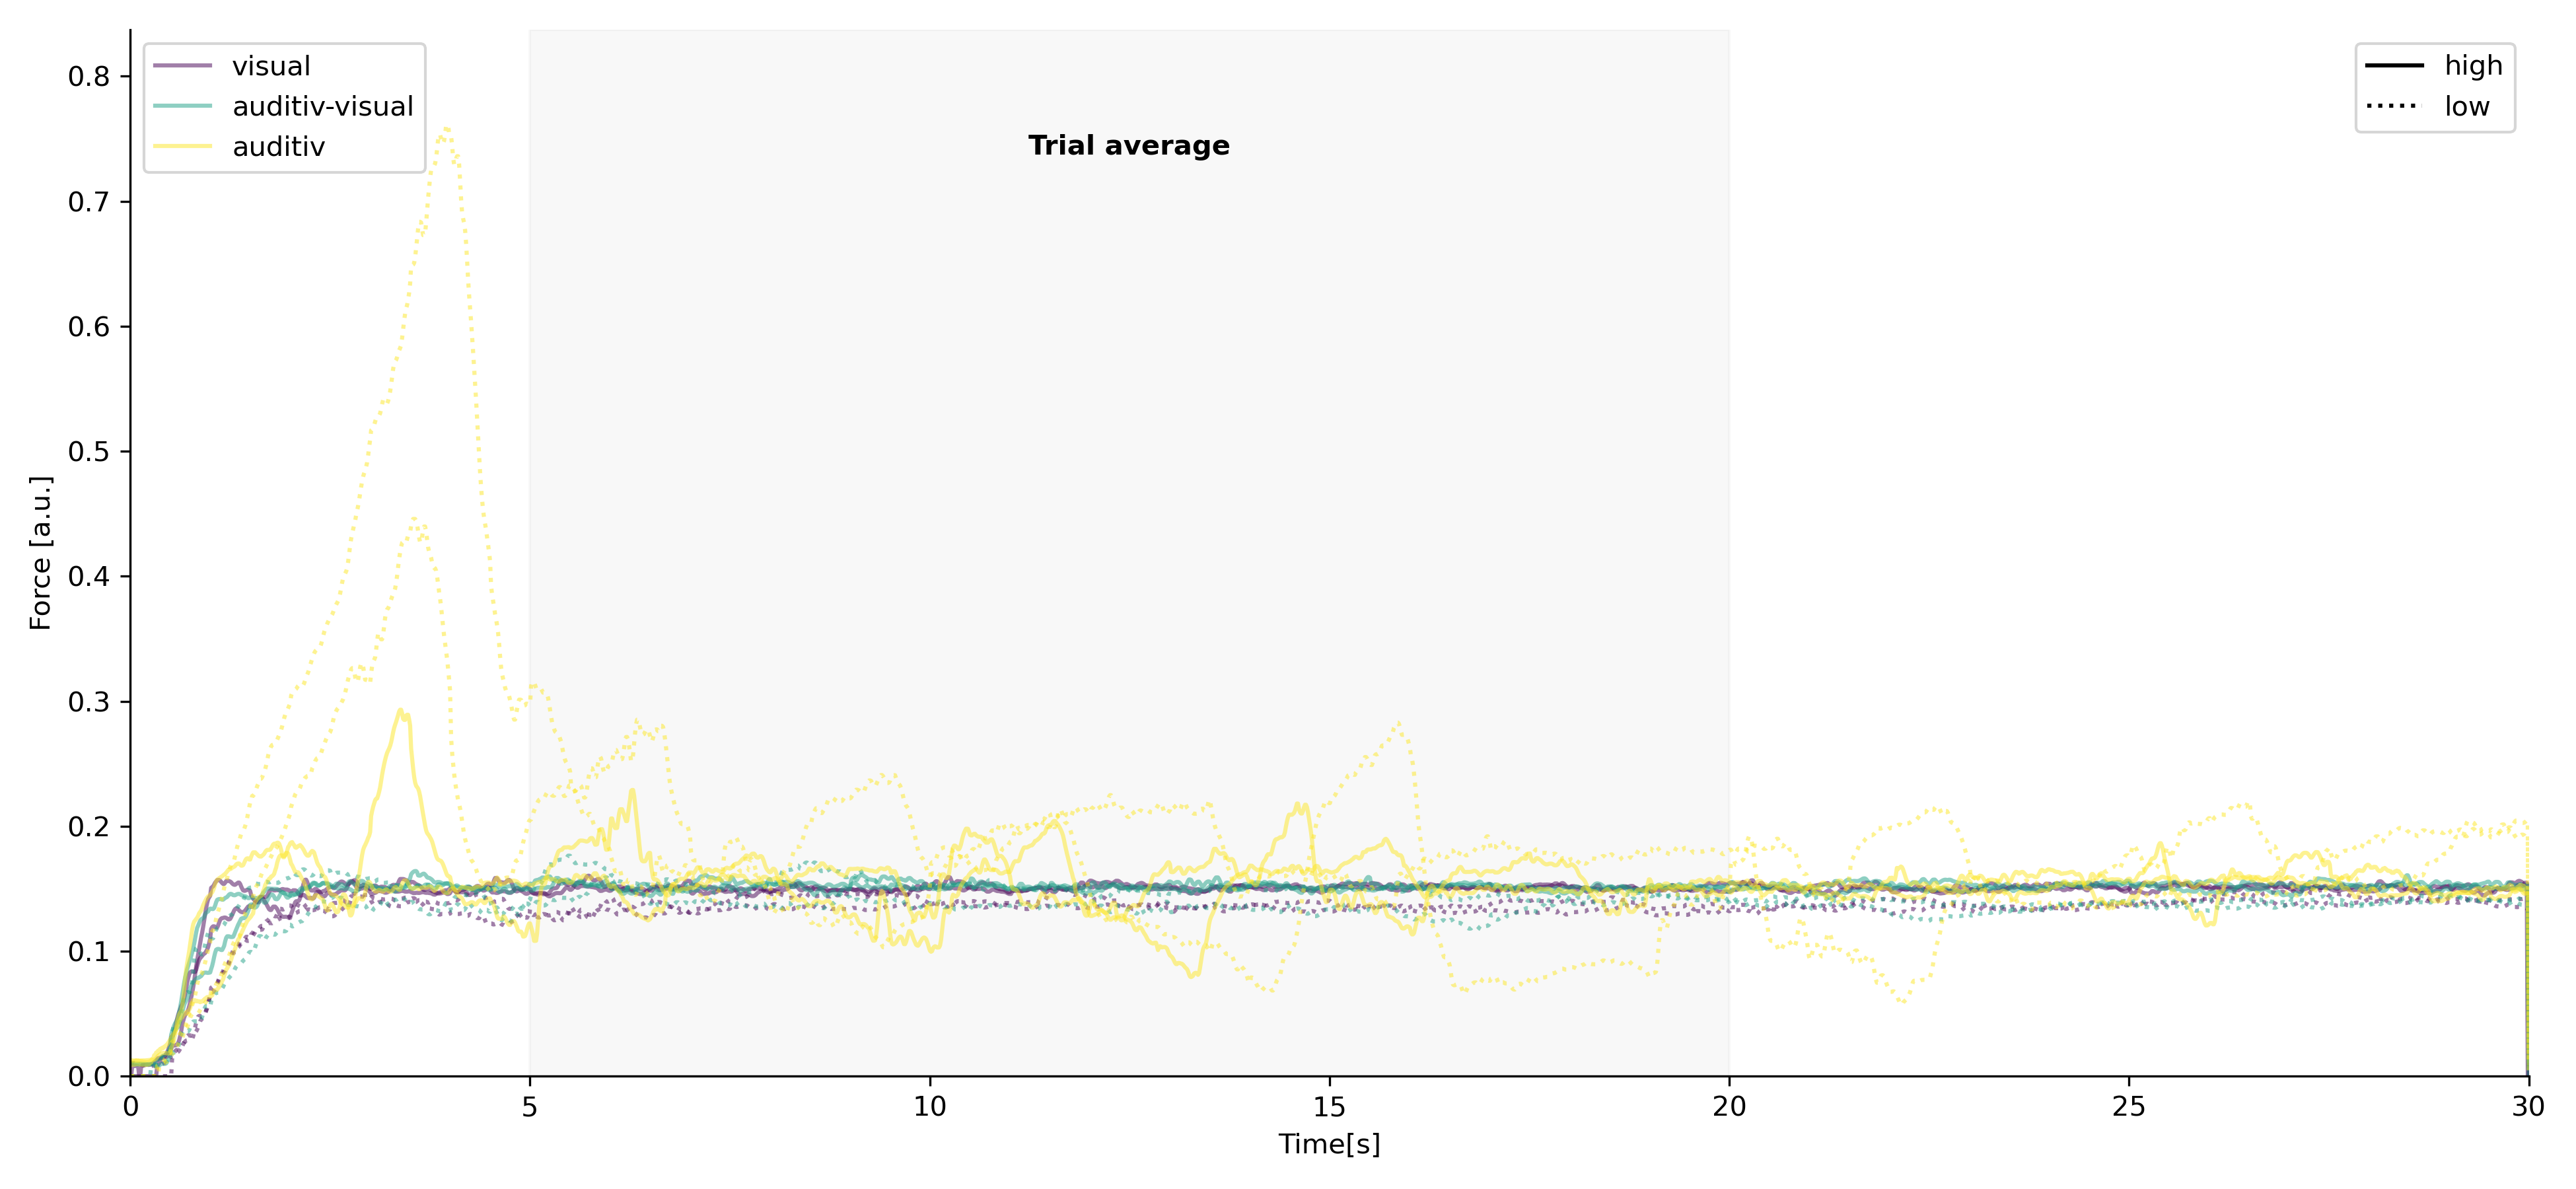 visual
auditiv-visual
auditiv
high
low
Trial average
Force [a.u.]
0.8
0.7
0.6
0.5
0.4
0.3
0.2
0.1
0.0
0 5 10 15 20 25 30
Time[s]